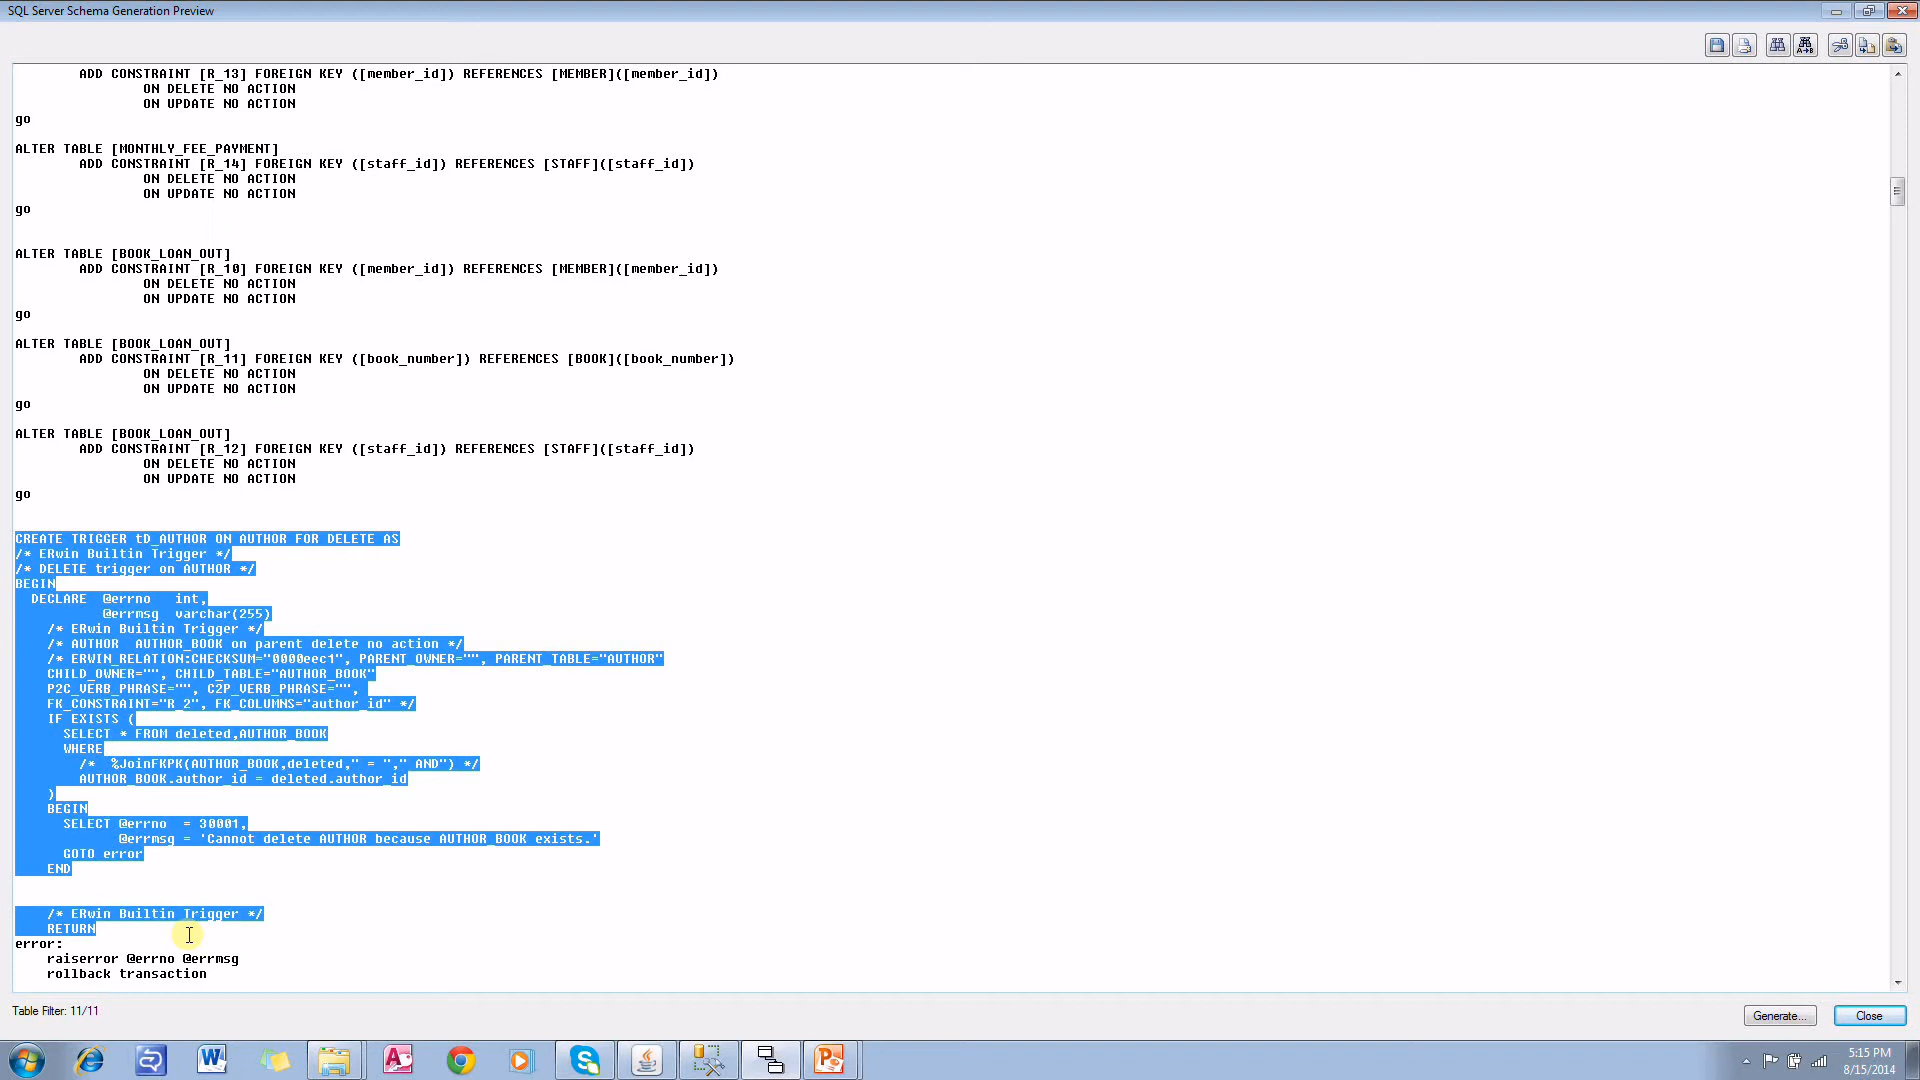 SQL Server Schema Generation Preview
ADD CONSTRAINT [R_13] FOREIGN KEY ([member_id]) REFERENCES [MEMBER]([member_id])
ON DELETE NO ACTION
ON UPDATE NO ACTION
go
ALTER TABLE [MONTHLY_FEE_PAYMENT]
ADD CONSTRAINT [R_14] FOREIGN KEY ([staff_id]) REFERENCES [STAFF]([staff_id])
ON DELETE NO ACTION
ON UPDATE NO ACTION
go
ALTER TABLE [BOOK_LOAN_OUT]
ADD CONSTRAINT [R_10] FOREIGN KEY ([member_id]) REFERENCES [MEMBER]([member_id])
ON DELETE NO ACTION
ON UPDATE NO ACTION
go
ALTER TABLE [BOOK_LOAN_OUT]
ADD CONSTRAINT [R_11] FOREIGN KEY ([book_number]) REFERENCES [BOOK]([book_number])
ON DELETE NO ACTION
ON UPDATE NO ACTION
go
ALTER TABLE [BOOK_LOAN_OUT]
ADD CONSTRAINT [R_12] FOREIGN KEY ([staff_id]) REFERENCES [STAFF]([staff_id])
ON DELETE NO ACTION
ON UPDATE NO ACTION
go
CREATE TRIGGER tD_AUTHOR ON AUTHOR FOR DELETE AS
/* ERwin Builtin Trigger */
/* DELETE trigger on AUTHOR */
BEGIN
DECLARE @errno int,
@errmsg varchar(255)
/* ERwin Builtin Trigger */
/* AUTHOR AUTHOR_BOOK on parent delete no action */
/* ERWIN_RELATION:CHECKSUM="0000eec1", PARENT_OWNER="", PARENT_TABLE="AUTHOR"
CHILD_OWNER="", CHILD_TABLE="AUTHOR_BOOK"
P2C_VERB_PHRASE="", C2P_VERB_PHRASE="",
FK_CONSTRAINT="R_2", FK_COLUMNS="author_id" */
IF EXISTS (
SELECT * FROM deleted,AUTHOR_BOOK
WHERE
/* %JoinFKPK(AUTHOR_BOOK,deleted," = "," AND") */
AUTHOR_BOOK.author_id = deleted.author_id
)
BEGIN
SELECT @errno = 30001,
@errmsg = 'Cannot delete AUTHOR because AUTHOR_BOOK exists.'
GOTO error
END
/* ERwin Builtin Trigger */
RETURN
error:
raiserror @errno @errmsg
rollback transaction
Table Filter: 11/11
Generate...
Close
5:15 PM
8/15/2014